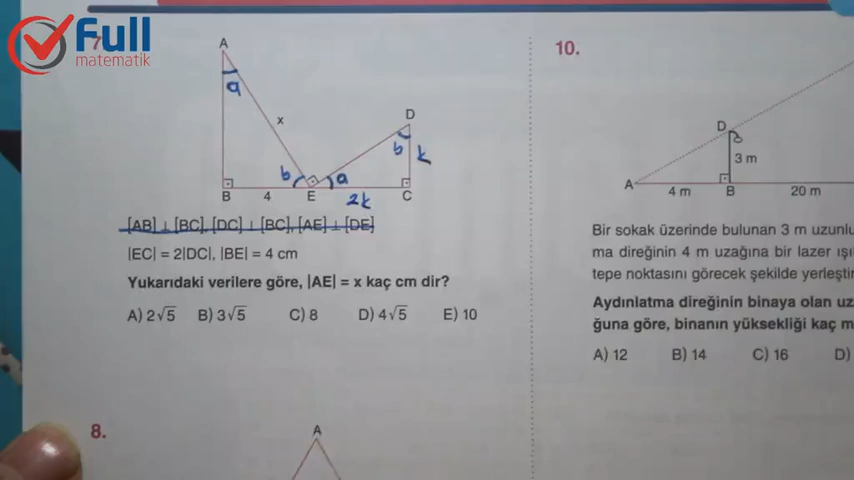 Full
matematik
7
A
a
x
D
b
k
b
a
B
4
E
2k
C
[AB] ⊥ [BC], [DC] ⊥ [BC], [AE] ⊥ [DE]
|EC| = 2|DC|, |BE| = 4 cm
Yukarıdaki verilere göre, |AE| = x kaç cm dir?
A) 2√5 B) 3√5 C) 8 D) 4√5 E) 10
8.
A
10.
D
3 m
A
4 m
B
20 m
Bir sokak üzerinde bulunan 3 m uzunlu
ma direğinin 4 m uzağına bir lazer ışı
tepe noktasını görecek şekilde yerleştir
Aydınlatma direğinin binaya olan uz
ğuna göre, binanın yüksekliği kaç m
A) 12 B) 14 C) 16 D)